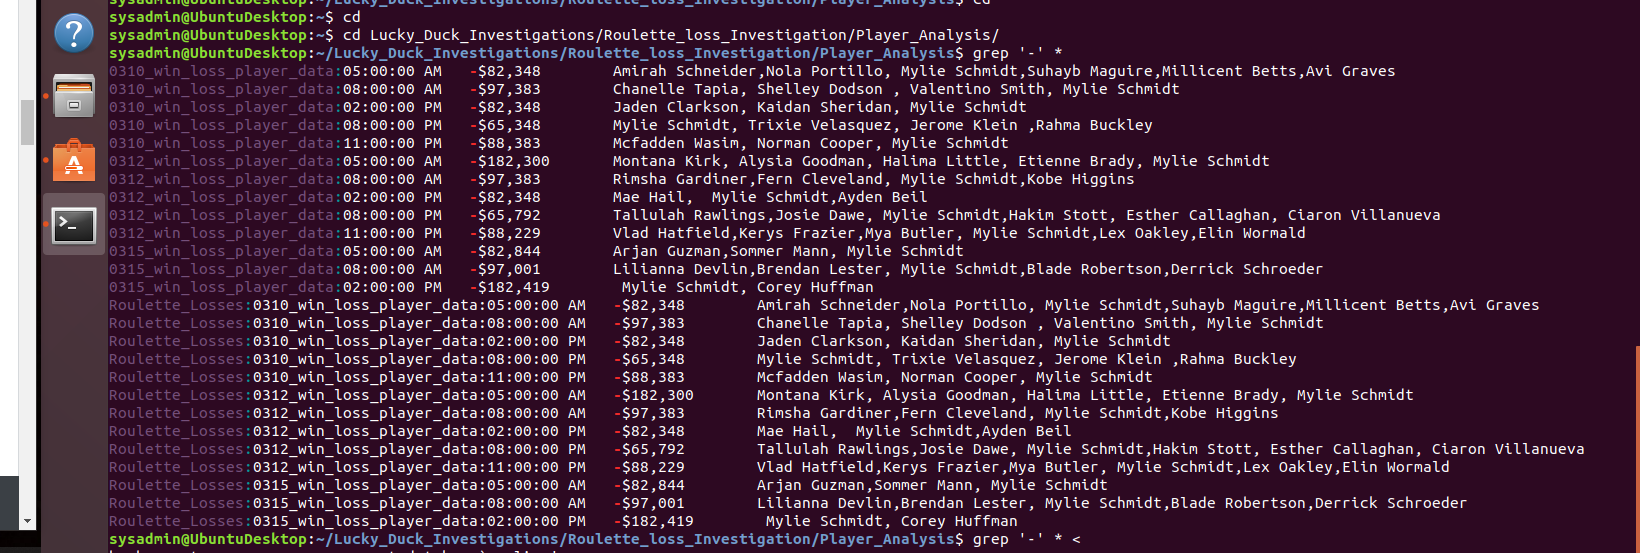 sysadmin@UbuntuDesktop:~$ cd
sysadmin@UbuntuDesktop:~$ cd Lucky_Duck_Investigations/Roulette_loss_Investigation/Player_Analysis/
sysadmin@UbuntuDesktop:~/Lucky_Duck_Investigations/Roulette_loss_Investigation/Player_Analysis$ grep '-' *
0310_win_loss_player_data:05:00:00 AM   -$82,348         Amirah Schneider,Nola Portillo, Mylie Schmidt,Suhayb Maguire,Millicent Betts,Avi Graves
0310_win_loss_player_data:08:00:00 AM   -$97,383         Chanelle Tapia, Shelley Dodson , Valentino Smith, Mylie Schmidt
0310_win_loss_player_data:02:00:00 PM   -$82,348         Jaden Clarkson, Kaidan Sheridan, Mylie Schmidt
0310_win_loss_player_data:08:00:00 PM   -$65,348         Mylie Schmidt, Trixie Velasquez, Jerome Klein ,Rahma Buckley
0310_win_loss_player_data:11:00:00 PM   -$88,383         Mcfadden Wasim, Norman Cooper, Mylie Schmidt
0312_win_loss_player_data:05:00:00 AM   -$182,300        Montana Kirk, Alysia Goodman, Halima Little, Etienne Brady, Mylie Schmidt
0312_win_loss_player_data:08:00:00 AM   -$97,383         Rimsha Gardiner,Fern Cleveland, Mylie Schmidt,Kobe Higgins
0312_win_loss_player_data:02:00:00 PM   -$82,348         Mae Hail,  Mylie Schmidt,Ayden Beil
0312_win_loss_player_data:08:00:00 PM   -$65,792         Tallulah Rawlings,Josie Dawe, Mylie Schmidt,Hakim Stott, Esther Callaghan, Ciaron Villanueva
0312_win_loss_player_data:11:00:00 PM   -$88,229         Vlad Hatfield,Kerys Frazier,Mya Butler, Mylie Schmidt,Lex Oakley,Elin Wormald
0315_win_loss_player_data:05:00:00 AM   -$82,844         Arjan Guzman,Sommer Mann, Mylie Schmidt
0315_win_loss_player_data:08:00:00 AM   -$97,001         Lilianna Devlin,Brendan Lester, Mylie Schmidt,Blade Robertson,Derrick Schroeder
0315_win_loss_player_data:02:00:00 PM   -$182,419         Mylie Schmidt, Corey Huffman
Roulette_Losses:0310_win_loss_player_data:05:00:00 AM   -$82,348         Amirah Schneider,Nola Portillo, Mylie Schmidt,Suhayb Maguire,Millicent Betts,Avi Graves
Roulette_Losses:0310_win_loss_player_data:08:00:00 AM   -$97,383         Chanelle Tapia, Shelley Dodson , Valentino Smith, Mylie Schmidt
Roulette_Losses:0310_win_loss_player_data:02:00:00 PM   -$82,348         Jaden Clarkson, Kaidan Sheridan, Mylie Schmidt
Roulette_Losses:0310_win_loss_player_data:08:00:00 PM   -$65,348         Mylie Schmidt, Trixie Velasquez, Jerome Klein ,Rahma Buckley
Roulette_Losses:0310_win_loss_player_data:11:00:00 PM   -$88,383         Mcfadden Wasim, Norman Cooper, Mylie Schmidt
Roulette_Losses:0312_win_loss_player_data:05:00:00 AM   -$182,300        Montana Kirk, Alysia Goodman, Halima Little, Etienne Brady, Mylie Schmidt
Roulette_Losses:0312_win_loss_player_data:08:00:00 AM   -$97,383         Rimsha Gardiner,Fern Cleveland, Mylie Schmidt,Kobe Higgins
Roulette_Losses:0312_win_loss_player_data:02:00:00 PM   -$82,348         Mae Hail,  Mylie Schmidt,Ayden Beil
Roulette_Losses:0312_win_loss_player_data:08:00:00 PM   -$65,792         Tallulah Rawlings,Josie Dawe, Mylie Schmidt,Hakim Stott, Esther Callaghan, Ciaron Villanueva
Roulette_Losses:0312_win_loss_player_data:11:00:00 PM   -$88,229         Vlad Hatfield,Kerys Frazier,Mya Butler, Mylie Schmidt,Lex Oakley,Elin Wormald
Roulette_Losses:0315_win_loss_player_data:05:00:00 AM   -$82,844         Arjan Guzman,Sommer Mann, Mylie Schmidt
Roulette_Losses:0315_win_loss_player_data:08:00:00 AM   -$97,001         Lilianna Devlin,Brendan Lester, Mylie Schmidt,Blade Robertson,Derrick Schroeder
Roulette_Losses:0315_win_loss_player_data:02:00:00 PM   -$182,419         Mylie Schmidt, Corey Huffman
sysadmin@UbuntuDesktop:~/Lucky_Duck_Investigations/Roulette_loss_Investigation/Player_Analysis$ grep '-' * <